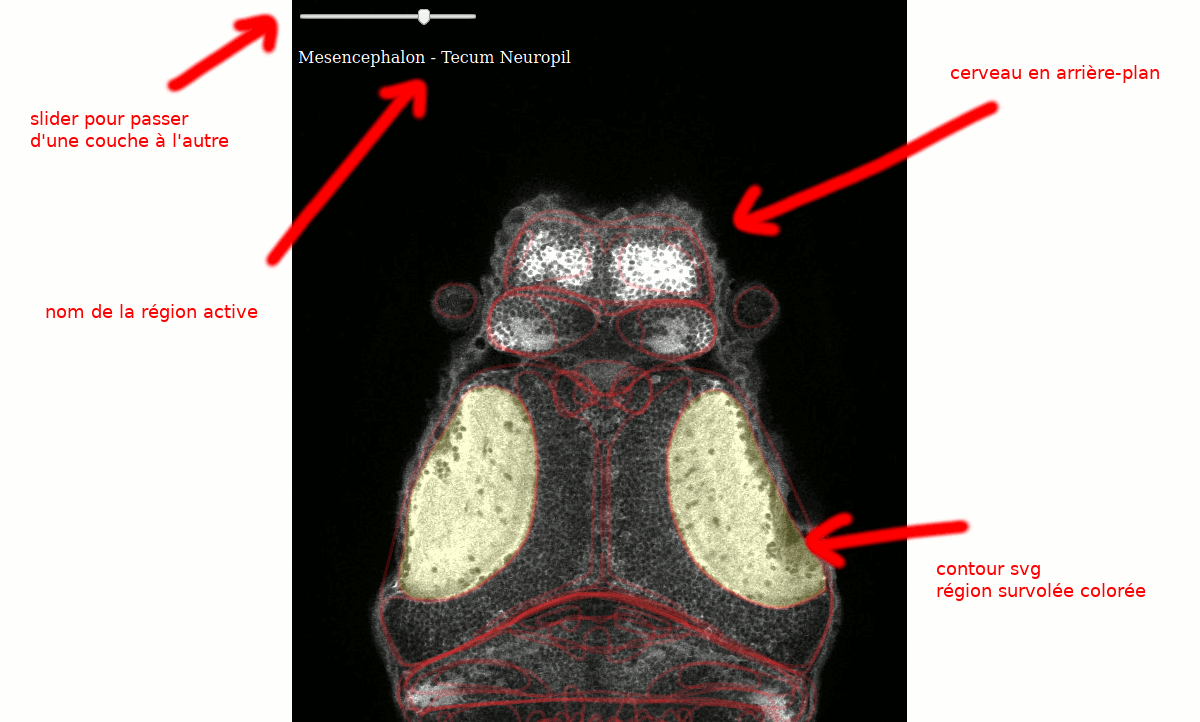 Mesencephalon - Tecum Neuropil
cerveau en arrière-plan
slider pour passer
d'une couche à l'autre
nom de la région active
contour svg
région survolée colorée